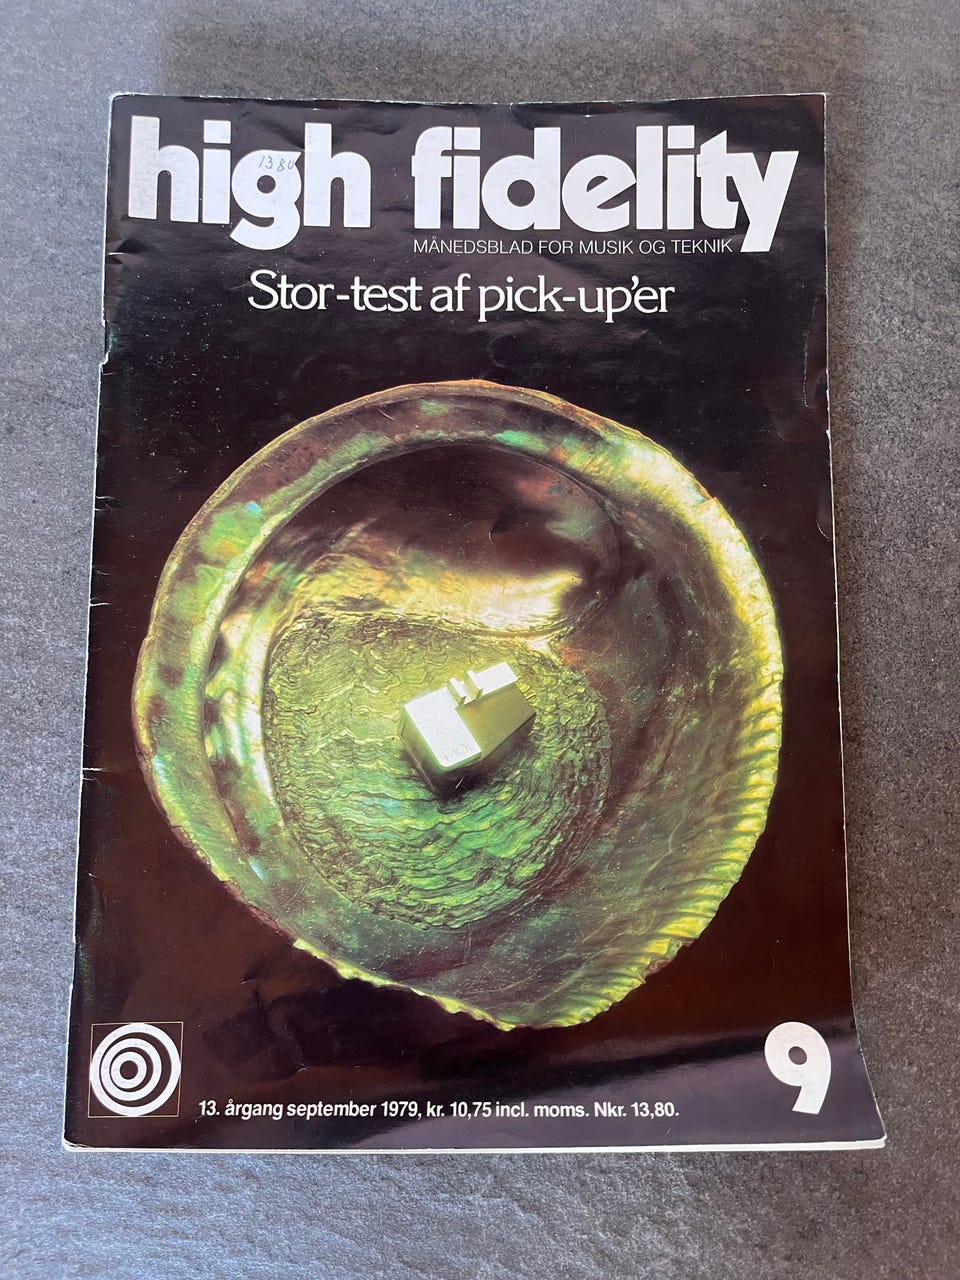 high fidelity
13.80
MÅNEDSBLAD FOR MUSIK OG TEKNIK
Stor-test af pick-up'er
13. årgang september 1979, kr. 10,75 incl. moms. Nkr. 13,80.
9